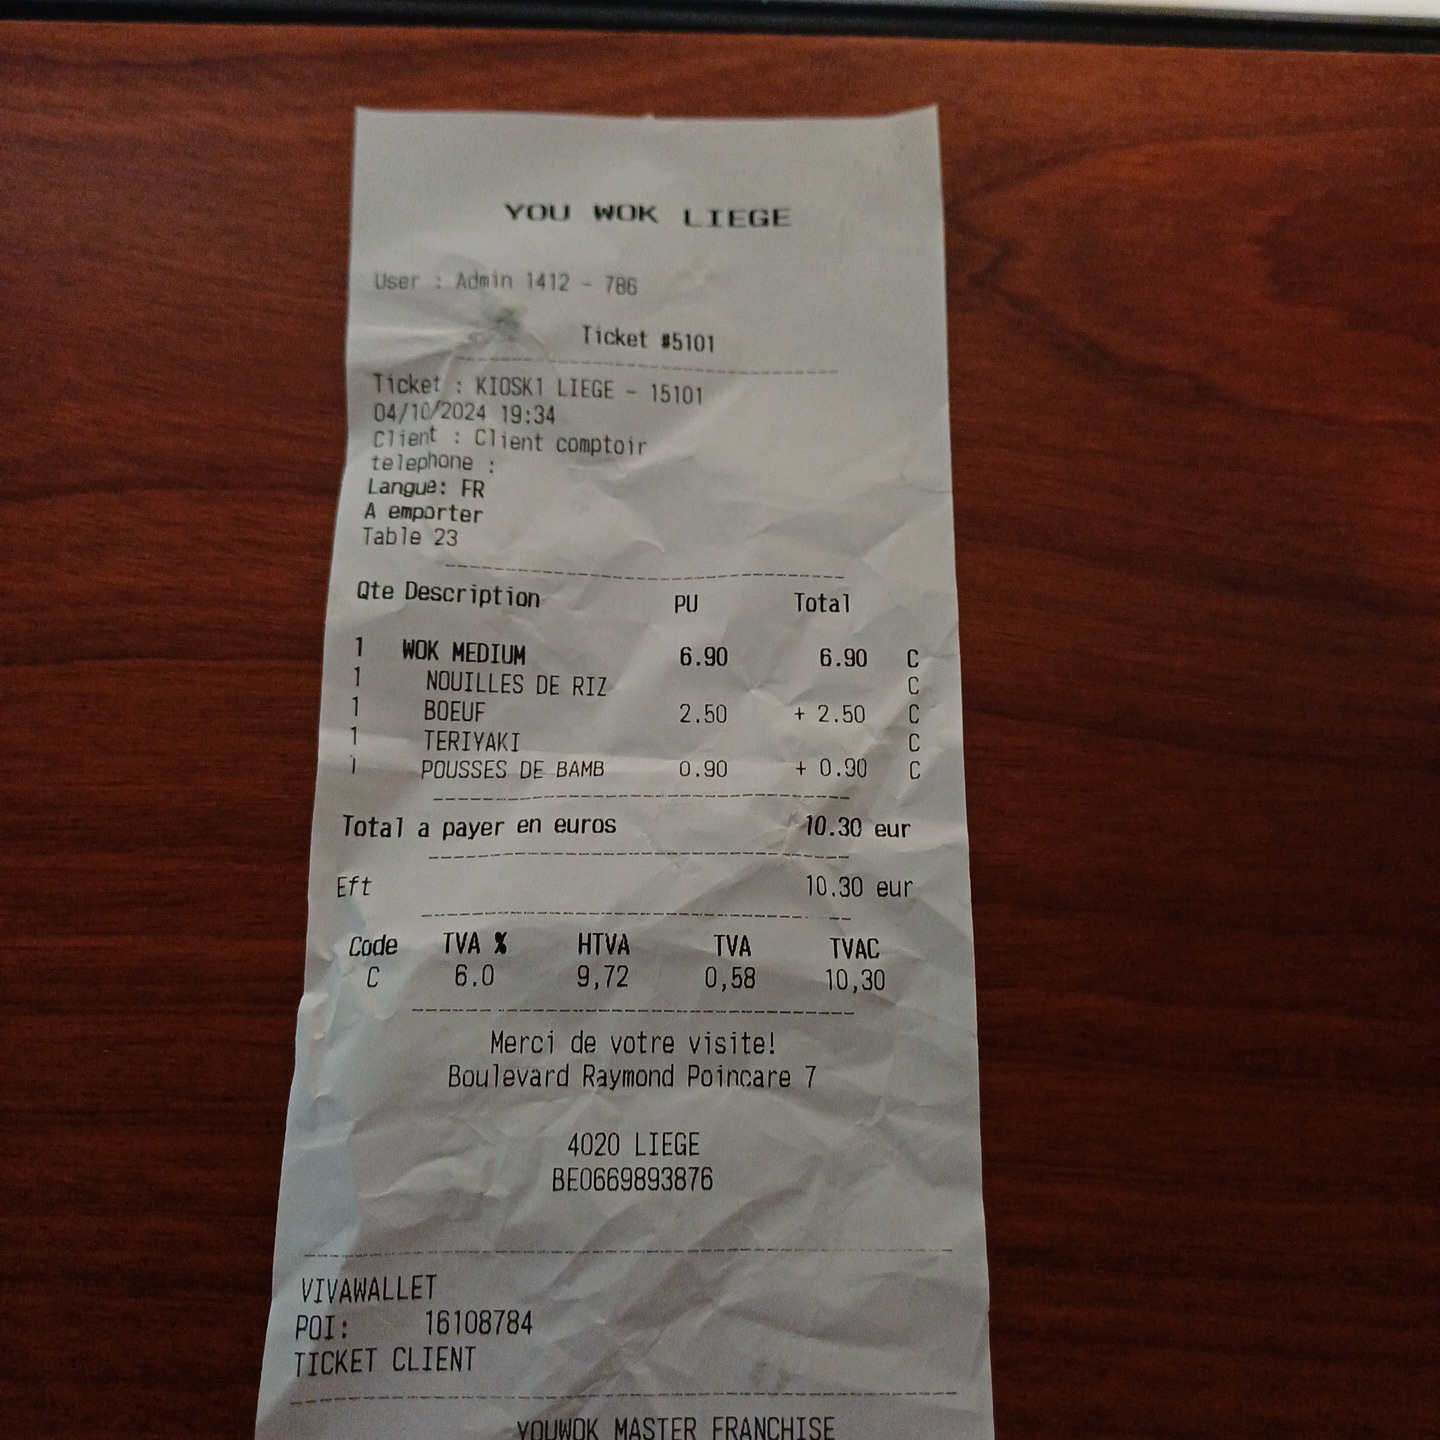 YOU WOK LIEGE
User : Admin 1412 - 786
Ticket #5101
Ticket : KIOSK1 LIEGE - 15101
04/10/2024 19:34
Client : Client comptoir
telephone :
Langue: FR
A emporter
Table 23
Qte Description PU Total
1 WOK MEDIUM 6.90 6.90 C
1 NOUILLES DE RIZ C
1 BOEUF 2.50 + 2.50 C
1 TERIYAKI C
1 POUSSES DE BAMB 0.90 + 0.90 C
Total a payer en euros 10.30 eur
Eft 10.30 eur
Code TVA % HTVA TVA TVAC
C 6.0 9,72 0,58 10,30
Merci de votre visite!
Boulevard Raymond Poincare 7
4020 LIEGE
BE0669893876
VIVAWALLET
POI: 16108784
TICKET CLIENT
YOUWOK MASTER FRANCHISE